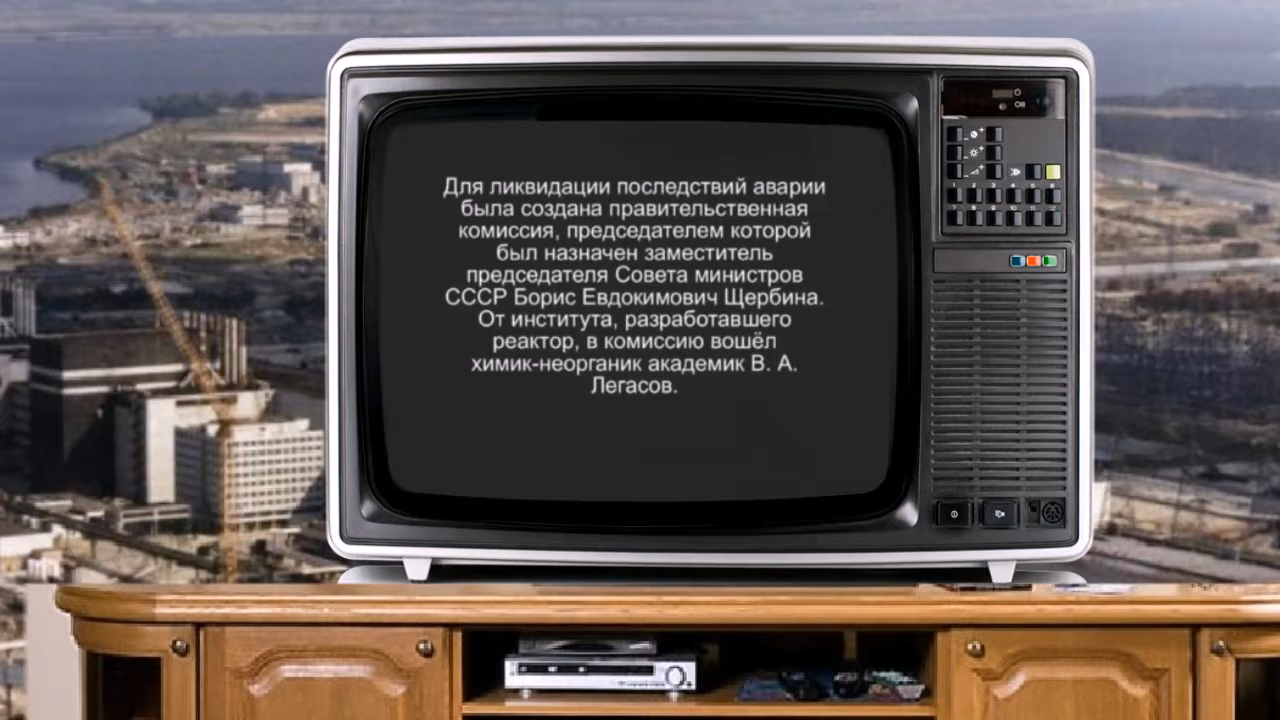 Для ликвидации последствий аварии
была создана правительственная
комиссия, председателем которой
был назначен заместитель
председателя Совета министров
СССР Борис Евдокимович Щербина.
От института, разработавшего
реактор, в комиссию вошёл
химик-неорганик академик В. А.
Легасов.